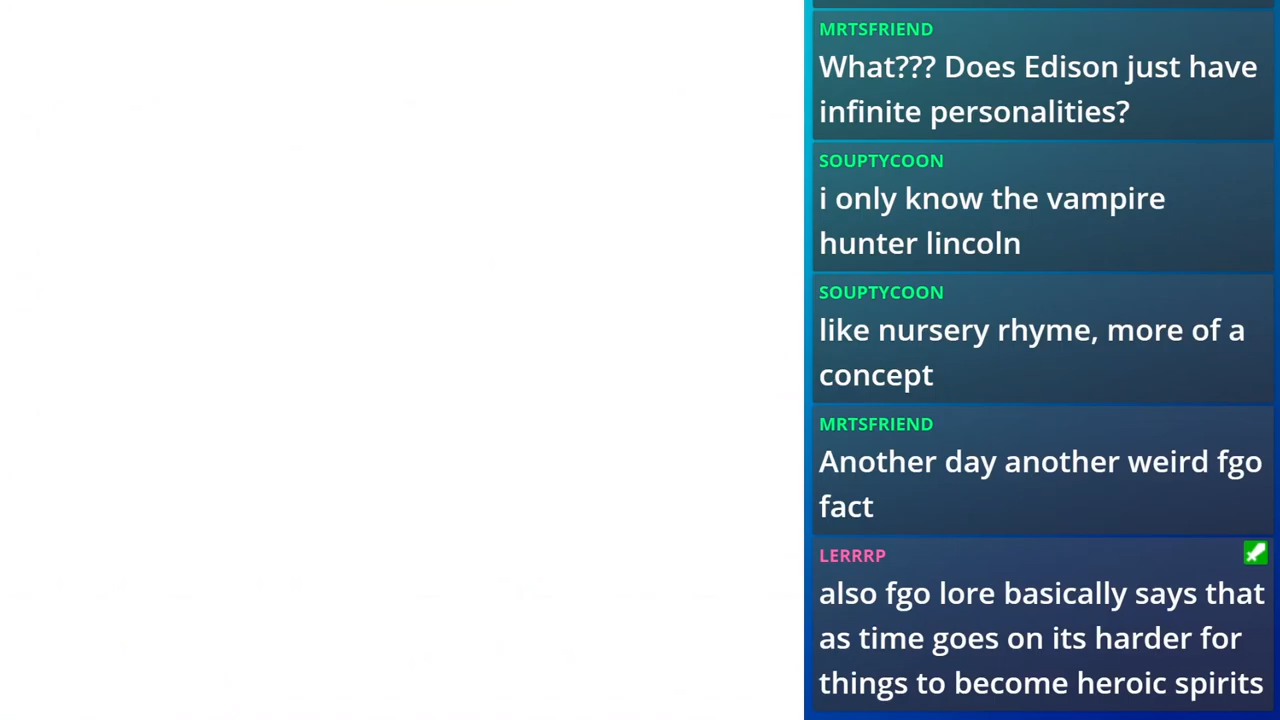 MRTSFRIEND
What??? Does Edison just have
infinite personalities?
SOUPTYCOON
i only know the vampire
hunter lincoln
SOUPTYCOON
like nursery rhyme, more of a
concept
MRTSFRIEND
Another day another weird fgo
fact
LERRRP
also fgo lore basically says that
as time goes on its harder for
things to become heroic spirits